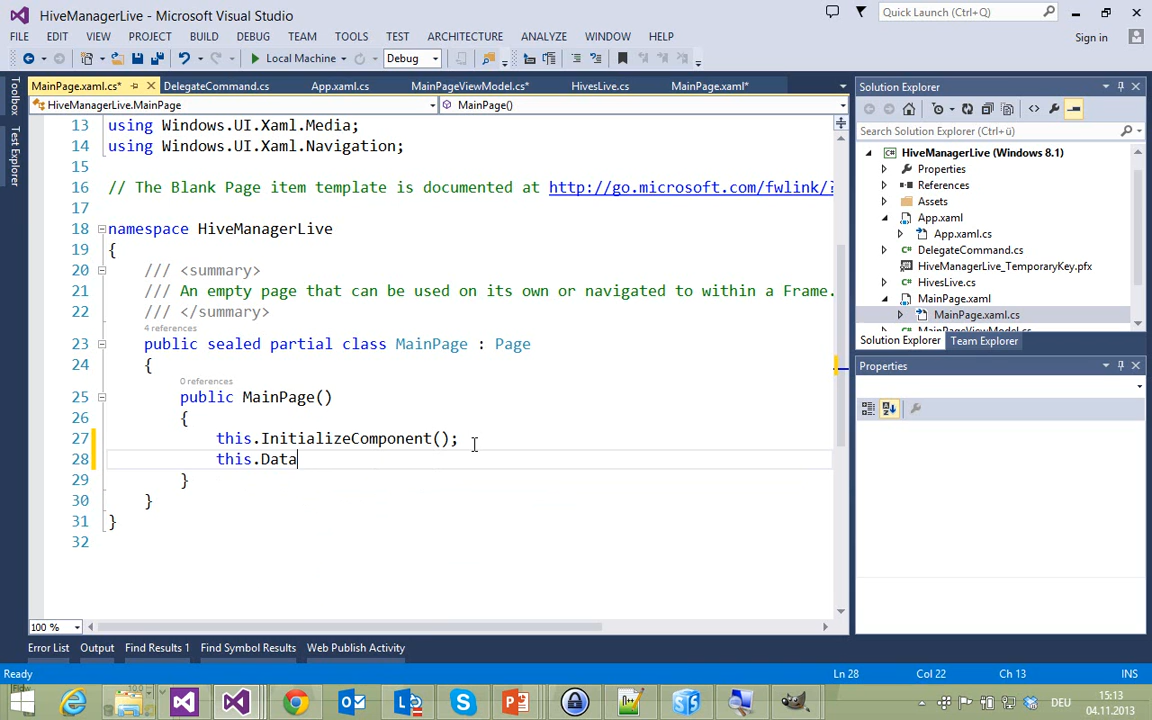 HiveManagerLive - Microsoft Visual Studio
Quick Launch (Ctrl+Q)
FILE EDIT VIEW PROJECT BUILD DEBUG TEAM TOOLS TEST ARCHITECTURE ANALYZE WINDOW HELP
Sign in
Local Machine Debug
MainPage.xaml.cs* DelegateCommand.cs App.xaml.cs MainPageViewModel.cs* HivesLive.cs MainPage.xaml*
HiveManagerLive.MainPage MainPage()
Toolbox
Test Explorer
13 using Windows.UI.Xaml.Media;
14 using Windows.UI.Xaml.Navigation;
15
16 // The Blank Page item template is documented at http://go.microsoft.com/fwlink/?
17
18 namespace HiveManagerLive
19 {
20 /// <summary>
21 /// An empty page that can be used on its own or navigated to within a Frame.
22 /// </summary>
4 references
23 public sealed partial class MainPage : Page
24 {
0 references
25 public MainPage()
26 {
27 this.InitializeComponent();
28 this.Data
29 }
30 }
31 }
32
100 %
Solution Explorer
Search Solution Explorer (Ctrl+ü)
HiveManagerLive (Windows 8.1)
Properties
References
Assets
App.xaml
App.xaml.cs
DelegateCommand.cs
HiveManagerLive_TemporaryKey.pfx
HivesLive.cs
MainPage.xaml
MainPage.xaml.cs
MainPageViewModel.cs
Solution Explorer Team Explorer
Properties
Error List Output Find Results 1 Find Symbol Results Web Publish Activity
Ready Ln 28 Col 22 Ch 13 INS
DEU
15:13
04.11.2013